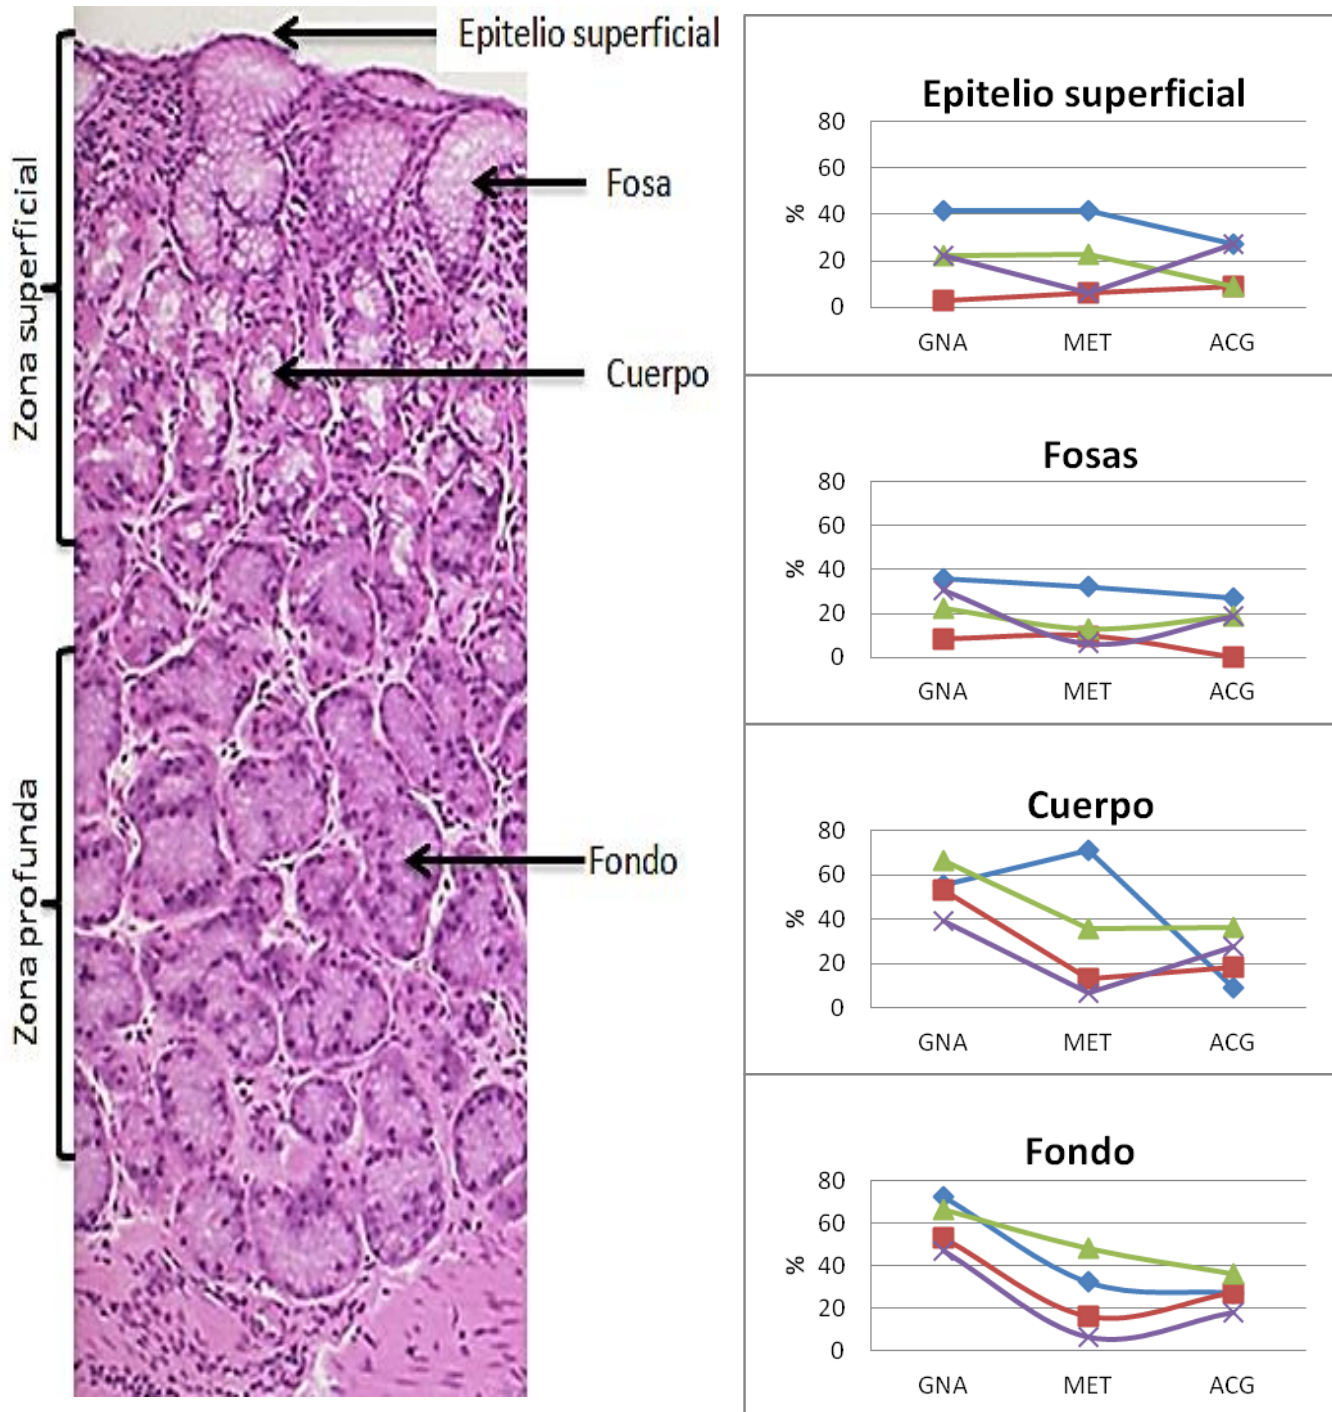 Epitelio superficial
Fosa
Cuerpo
Fondo
Zona superficial
Zona profunda
Epitelio superficial
80
60
40
20
0
%
GNA MET ACG
Fosas
80
60
40
20
0
%
GNA MET ACG
Cuerpo
80
60
40
20
0
%
GNA MET ACG
Fondo
80
60
40
20
0
%
GNA MET ACG